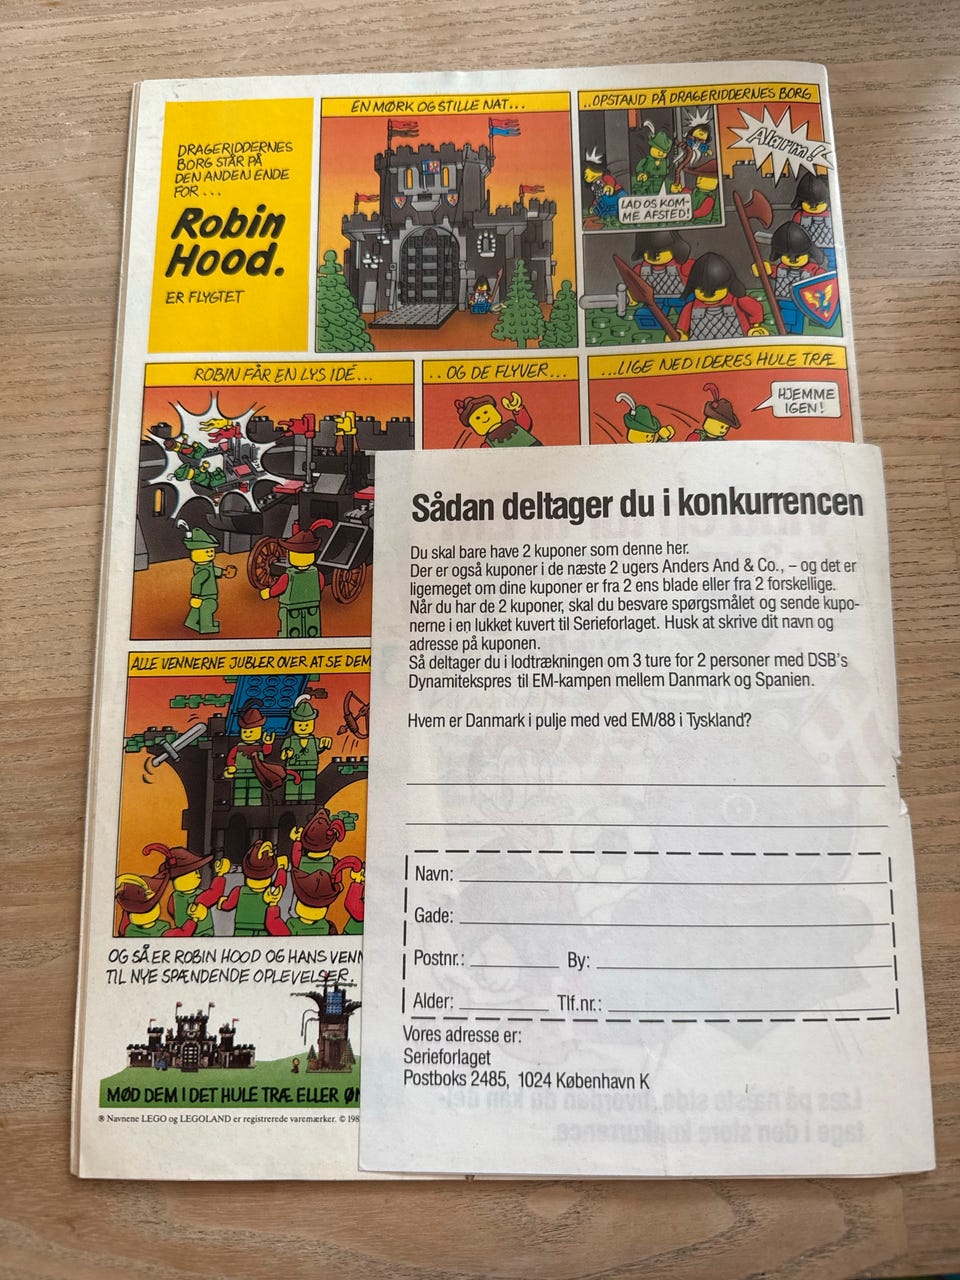 DRAGERIDDERNES
BORG STÅR PÅ
DEN ANDEN ENDE
FOR...
Robin
Hood.
ER FLYGTET
EN MØRK OG STILLE NAT...
..OPSTAND PÅ DRAGERIDDERNES BORG
Alarm!
LAD OS KOM-
ME AFSTED!
ROBIN FÅR EN LYS IDÉ...
..OG DE FLYVER...
...LIGE NED I DERES HULE TRÆ
HJEMME
IGEN!
ALLE VENNERNE JUBLER OVER AT SE DEM
OG SÅ ER ROBIN HOOD OG HANS VENN
TIL NYE SPÆNDENDE OPLEVELSER.
MØD DEM I DET HULE TRÆ ELLER
® Navnene LEGO og LEGOLAND er registrerede varemærker. © 198
Sådan deltager du i konkurrencen
Du skal bare have 2 kuponer som denne her.
Der er også kuponer i de næste 2 ugers Anders And & Co., – og det er
ligemeget om dine kuponer er fra 2 ens blade eller fra 2 forskellige.
Når du har de 2 kuponer, skal du besvare spørgsmålet og sende kupo-
nerne i en lukket kuvert til Serieforlaget. Husk at skrive dit navn og
adresse på kuponen.
Så deltager du i lodtrækningen om 3 ture for 2 personer med DSB's
Dynamitekspres til EM-kampen mellem Danmark og Spanien.
Hvem er Danmark i pulje med ved EM/88 i Tyskland?
Navn:
Gade:
Postnr.: By:
Alder: Tlf.nr.:
Vores adresse er:
Serieforlaget
Postboks 2485, 1024 København K